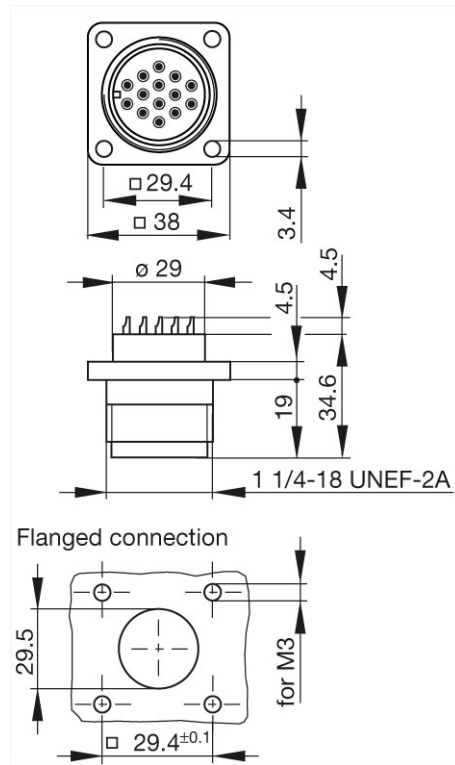 □ 29.4
□ 38
3.4
ø 29
4.5
4.5
19
34.6
1 1/4-18 UNEF-2A
Flanged connection
29.5
for M3
□ 29.4±0.1